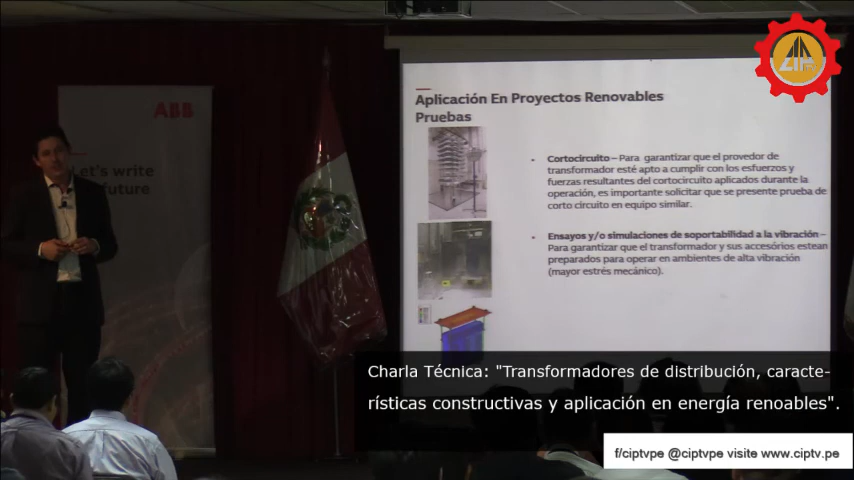 ABB
Let's write
future
Aplicación En Proyectos Renovables
Pruebas
- Cortocircuito – Para garantizar que el provedor de
transformador esté apto a cumplir con los esfuerzos y
fuerzas resultantes del cortocircuito aplicados durante la
operación, es importante solicitar que se presente prueba de
corto circuito en equipo similar.
- Ensayos y/o simulaciones de soportabilidad a la vibración –
Para garantizar que el transformador y sus accesórios estean
preparados para operar en ambientes de alta vibración
(mayor estrés mecánico).
Charla Técnica: "Transformadores de distribución, caracte-
rísticas constructivas y aplicación en energía renoables".
f/ciptvpe @ciptvpe visite www.ciptv.pe